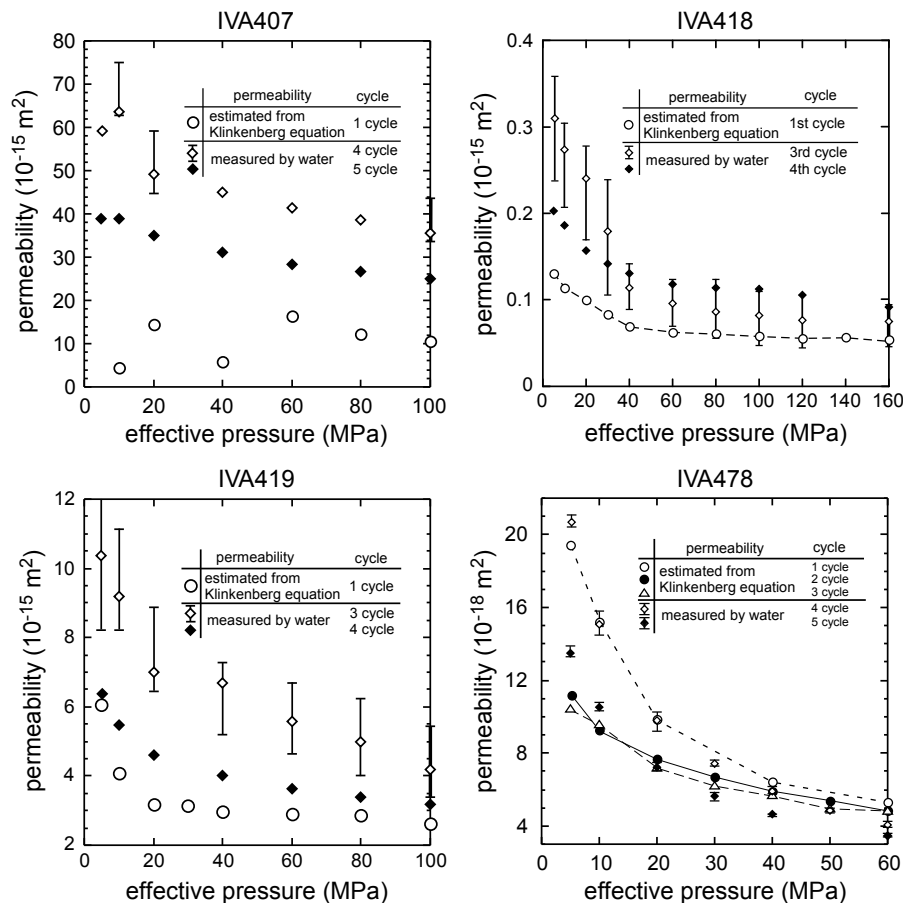 IVA407
permeability (10⁻¹⁵ m²)
80
70
60
50
40
30
20
10
0
permeability cycle
estimated from
Klinkenberg equation 1 cycle
measured by water 4 cycle
5 cycle
0 20 40 60 80 100
effective pressure (MPa)
IVA418
permeability (10⁻¹⁵ m²)
0.4
0.3
0.2
0.1
0
permeability cycle
estimated from
Klinkenberg equation 1st cycle
measured by water 3rd cycle
4th cycle
0 20 40 60 80 100 120 140 160
effective pressure (MPa)
IVA419
permeability (10⁻¹⁵ m²)
12
10
8
6
4
2
permeability cycle
estimated from
Klinkenberg equation 1 cycle
measured by water 3 cycle
4 cycle
0 20 40 60 80 100
effective pressure (MPa)
IVA478
permeability (10⁻¹⁸ m²)
20
16
12
8
4
permeability cycle
estimated from 1 cycle
Klinkenberg equation 2 cycle
3 cycle
measured by water 4 cycle
5 cycle
0 10 20 30 40 50 60
effective pressure (MPa)